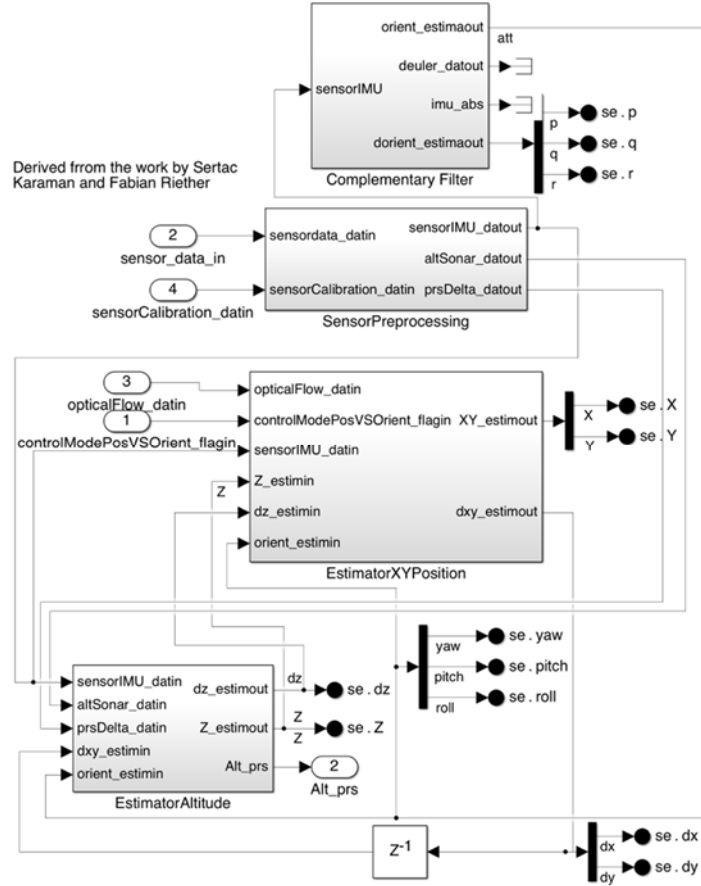 orient_estimaout
att
deuler_datout
sensorIMU
imu_abs
se.p
p
dorient_estimaout
se.q
q
se.r
r
Complementary Filter
Derived frrom the work by Sertac
Karaman and Fabian Riether
sensorIMU_datout
2
sensordata_datin
sensor_data_in
altSonar_datout
4
sensorCalibration_datin
prsDelta_datout
sensorCalibration_datin
SensorPreprocessing
3
opticalFlow_datin
opticalFlow_datin
se.X
X
1
controlModePosVSOrient_flagin
XY_estimout
se.Y
Y
controlModePosVSOrient_flagin
sensorIMU_datin
Z_estimin
Z
dz_estimin
dxy_estimout
orient_estimin
EstimatorXYPosition
se.yaw
yaw
se.pitch
pitch
se.roll
roll
sensorIMU_datin
dz_estimout
dz
se.dz
altSonar_datin
Z
prsDelta_datin
Z_estimout
se.Z
Z
dxy_estimin
Alt_prs
2
orient_estimin
Alt_prs
EstimatorAltitude
Z-1
se.dx
dx
se.dy
dy